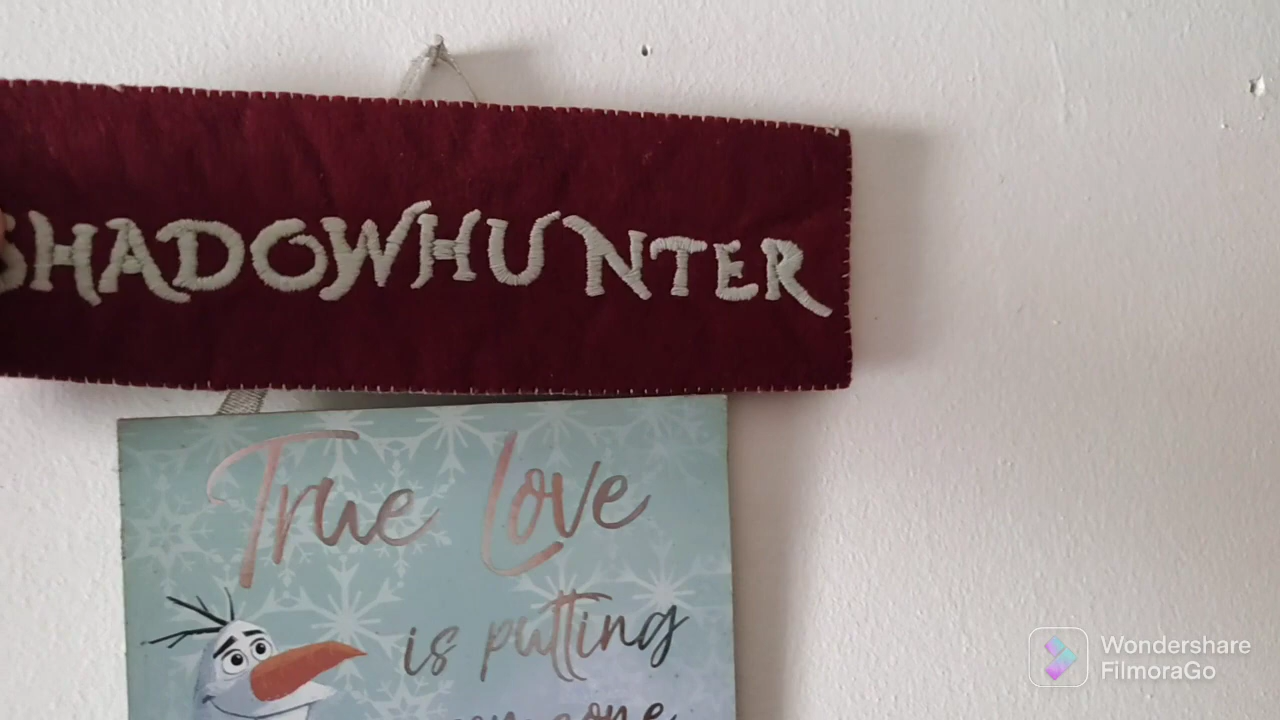 SHADOWHUNTER
True Love
is putting
Wondershare
FilmoraGo